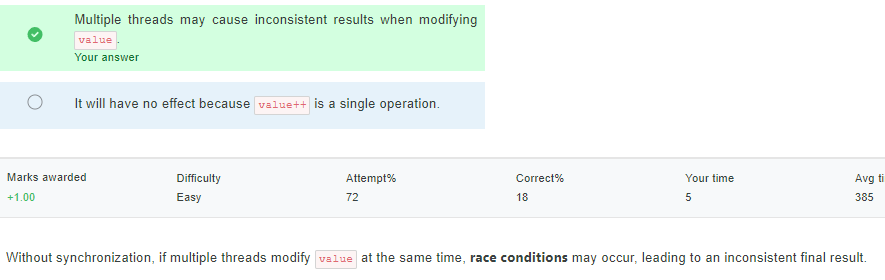 Multiple threads may cause inconsistent results when modifying
value.
Your answer
It will have no effect because value++ is a single operation.
Marks awarded Difficulty Attempt% Correct% Your time Avg ti
+1.00 Easy 72 18 5 385
Without synchronization, if multiple threads modify value at the same time, race conditions may occur, leading to an inconsistent final result.